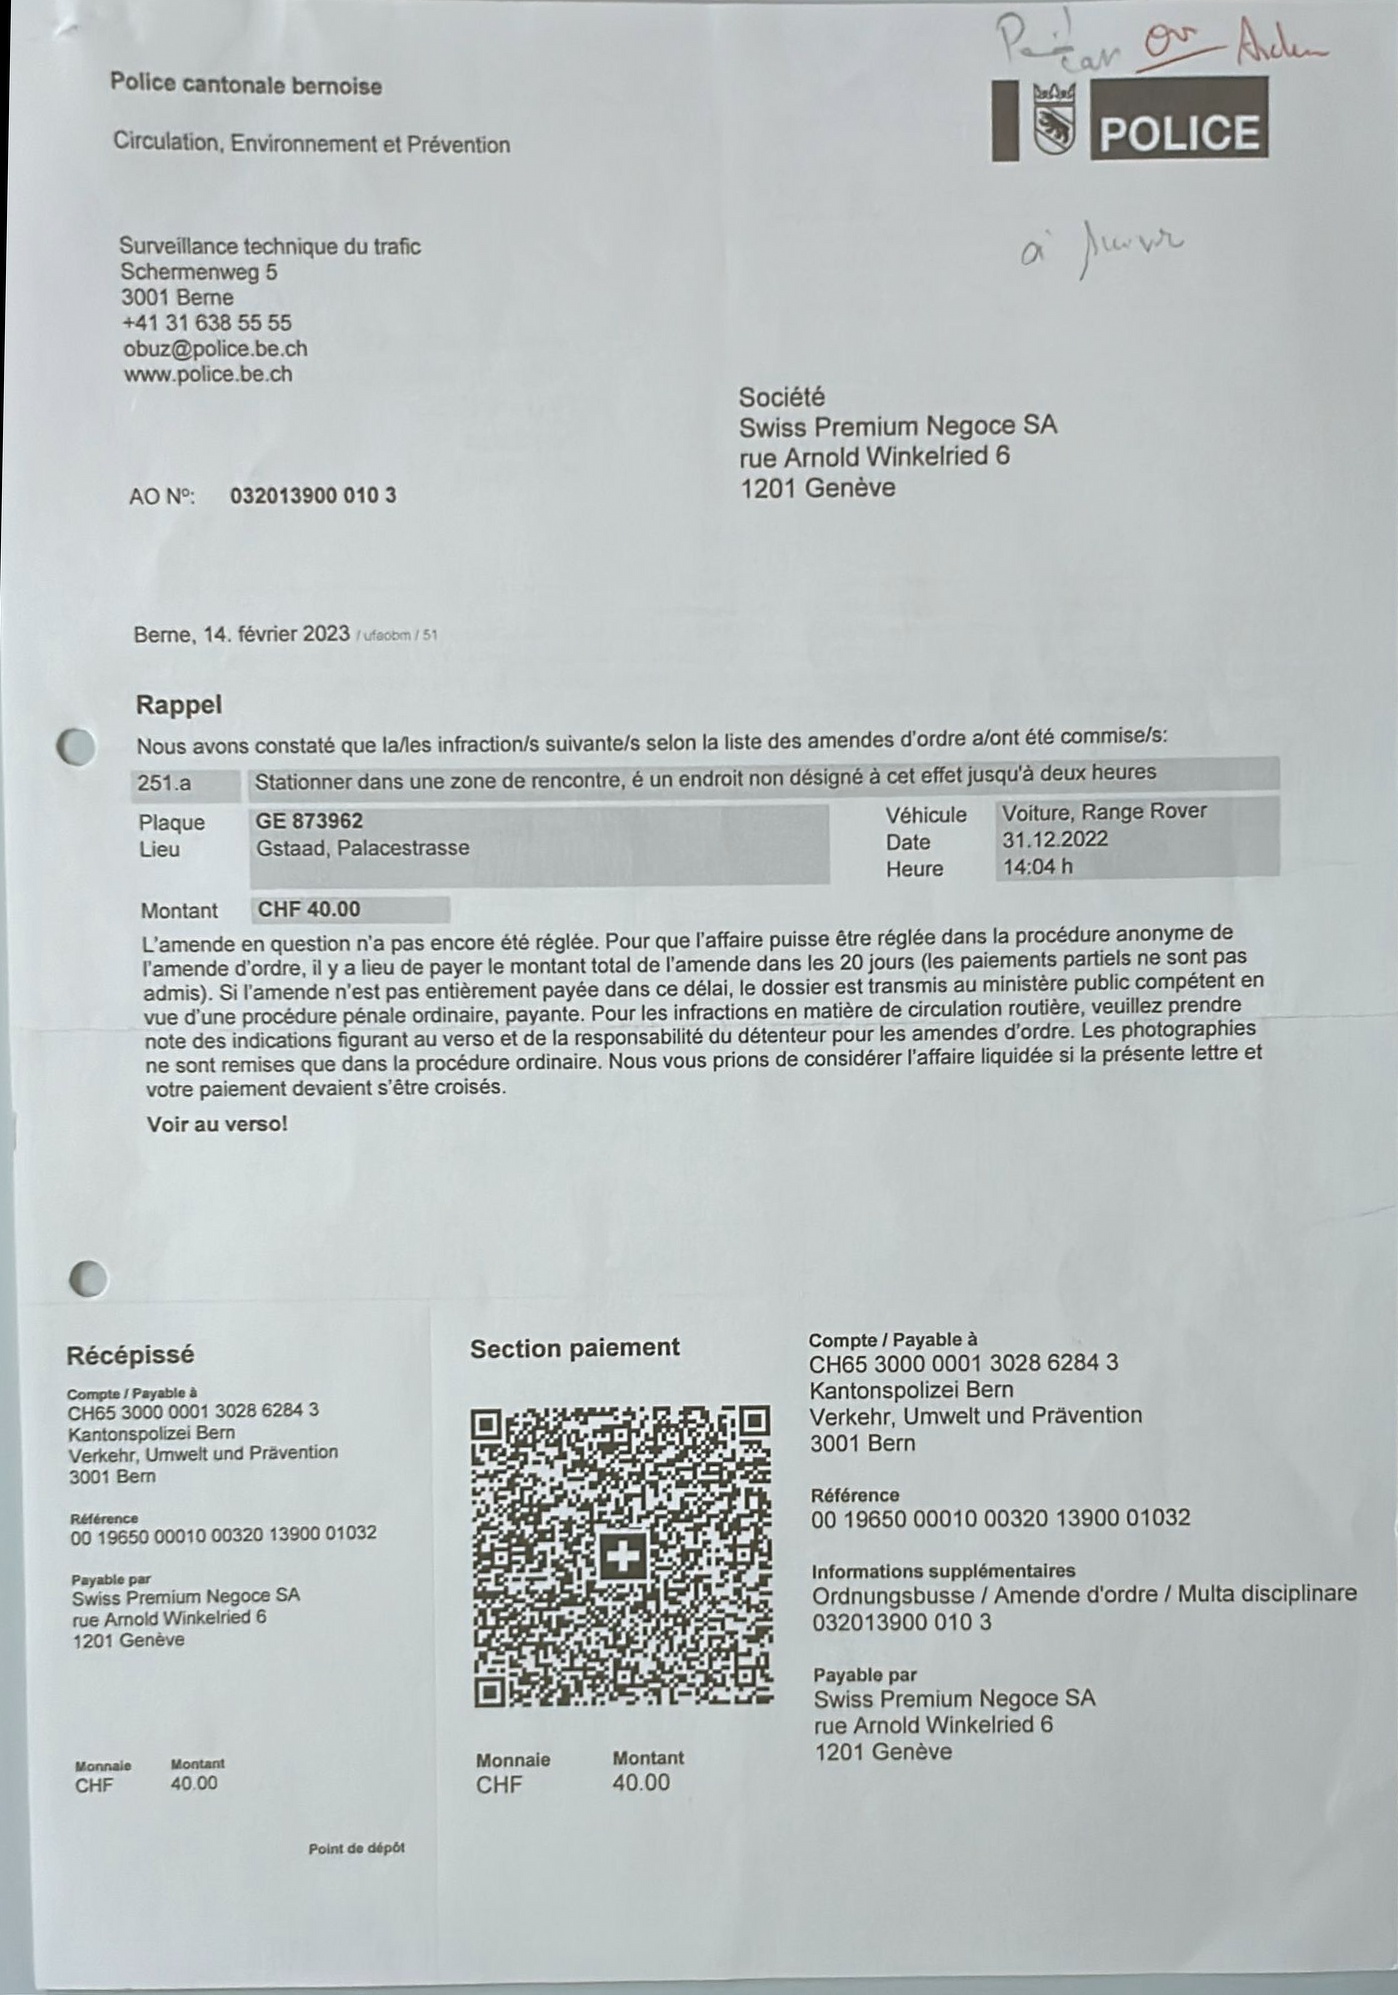 Police cantonale bernoise
Circulation, Environnement et Prévention
POLICE
Surveillance technique du trafic
Schermenweg 5
3001 Berne
+41 31 638 55 55
obuz@police.be.ch
www.police.be.ch
à
Société
Swiss Premium Negoce SA
rue Arnold Winkelried 6
1201 Genève
AO Nº: 032013900 010 3
Berne, 14. février 2023 / ufaobm / 51
Rappel
Nous avons constaté que la/les infraction/s suivante/s selon la liste des amendes d'ordre a/ont été commise/s:
251.a Stationner dans une zone de rencontre, é un endroit non désigné à cet effet jusqu'à deux heures
Plaque GE 873962 Véhicule Voiture, Range Rover
Lieu Gstaad, Palacestrasse Date 31.12.2022
Heure 14:04 h
Montant CHF 40.00
L'amende en question n'a pas encore été réglée. Pour que l'affaire puisse être réglée dans la procédure anonyme de
l'amende d'ordre, il y a lieu de payer le montant total de l'amende dans les 20 jours (les paiements partiels ne sont pas
admis). Si l'amende n'est pas entièrement payée dans ce délai, le dossier est transmis au ministère public compétent en
vue d'une procédure pénale ordinaire, payante. Pour les infractions en matière de circulation routière, veuillez prendre
note des indications figurant au verso et de la responsabilité du détenteur pour les amendes d'ordre. Les photographies
ne sont remises que dans la procédure ordinaire. Nous vous prions de considérer l'affaire liquidée si la présente lettre et
votre paiement devaient s'être croisés.
Voir au verso!
Récépissé
Compte / Payable à
CH65 3000 0001 3028 6284 3
Kantonspolizei Bern
Verkehr, Umwelt und Prävention
3001 Bern
Référence
00 19650 00010 00320 13900 01032
Payable par
Swiss Premium Negoce SA
rue Arnold Winkelried 6
1201 Genève
Monnaie Montant
CHF 40.00
Point de dépôt
Section paiement
Monnaie Montant
CHF 40.00
Compte / Payable à
CH65 3000 0001 3028 6284 3
Kantonspolizei Bern
Verkehr, Umwelt und Prävention
3001 Bern
Référence
00 19650 00010 00320 13900 01032
Informations supplémentaires
Ordnungsbusse / Amende d'ordre / Multa disciplinare
032013900 010 3
Payable par
Swiss Premium Negoce SA
rue Arnold Winkelried 6
1201 Genève